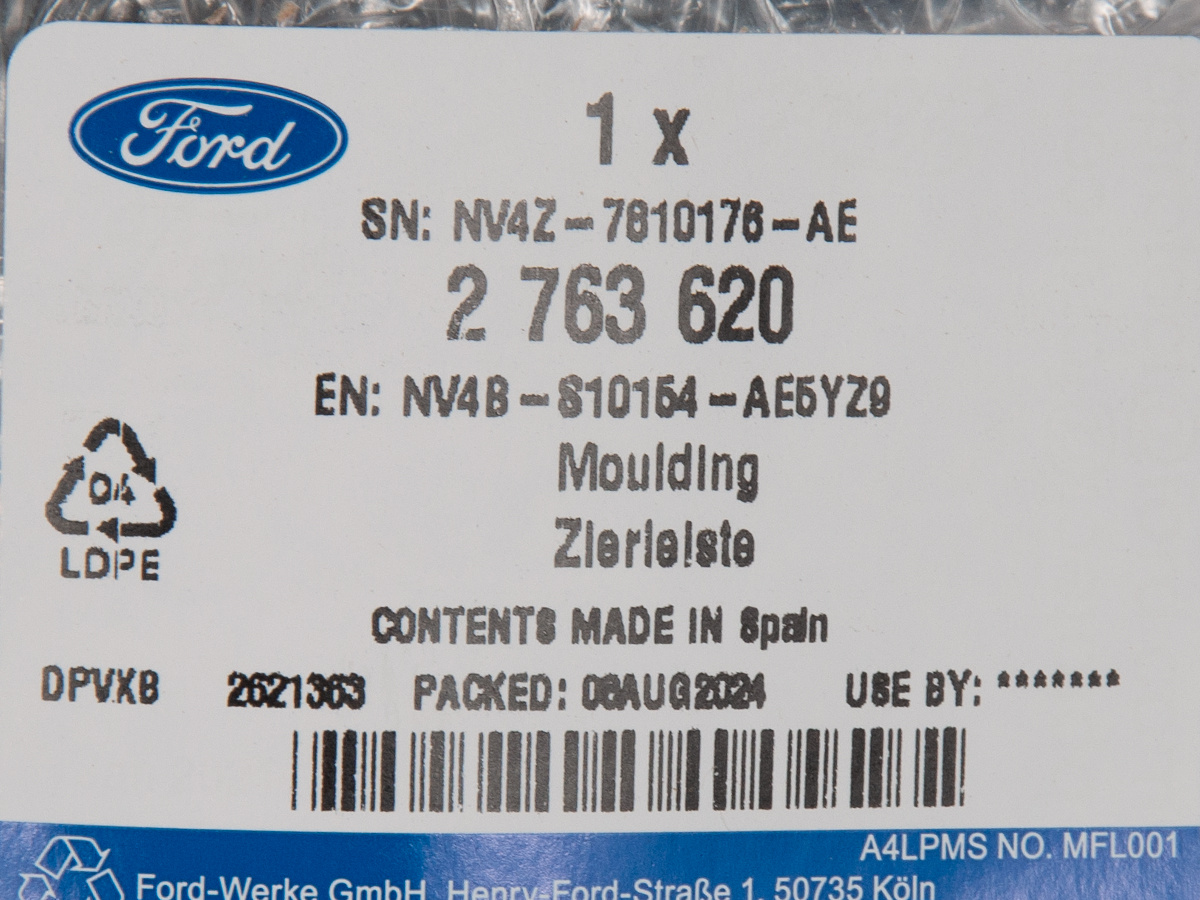 Ford
1 x
SN: NV4Z-7810176-AE
2 763 620
EN: NV4B-S10154-AE5YZ9
Moulding
Zierleiste
04
LDPE
CONTENTS MADE IN Spain
DPVXB 2621363 PACKED: 06AUG2024 USE BY: *******
A4LPMS NO. MFL001
Ford-Werke GmbH, Henry-Ford-Straße 1, 50735 Köln